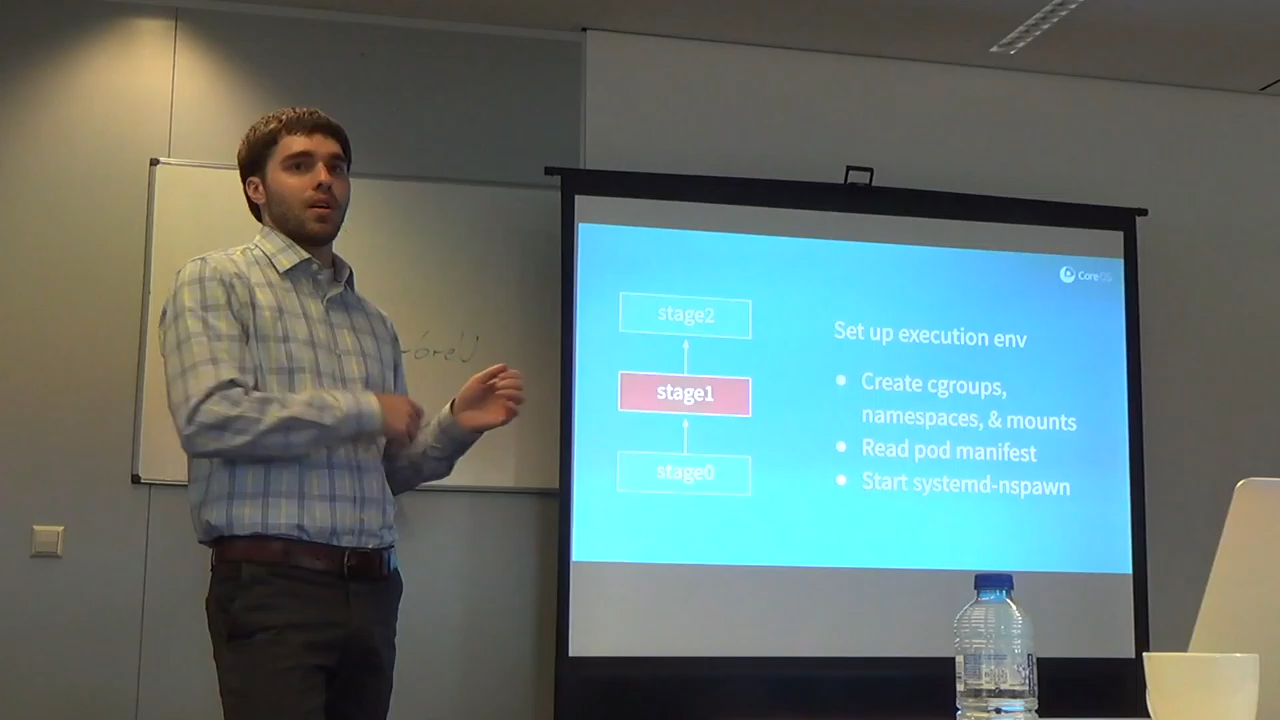 CoreOS
stage2
stage1
stage0
Set up execution env
Create cgroups,
namespaces, & mounts
Read pod manifest
Start systemd-nspawn